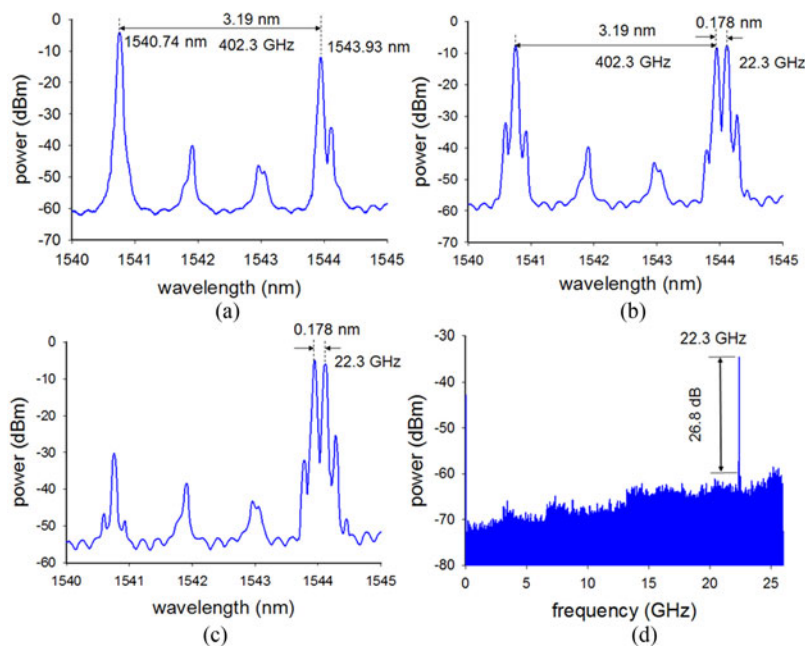 3.19 nm
1540.74 nm
402.3 GHz
1543.93 nm
0
-10
-20
-30
-40
-50
-60
-70
power (dBm)
1540 1541 1542 1543 1544 1545
wavelength (nm)
(a)
0.178 nm
3.19 nm
402.3 GHz
22.3 GHz
0
-10
-20
-30
-40
-50
-60
-70
power (dBm)
1540 1541 1542 1543 1544 1545
wavelength (nm)
(b)
0.178 nm
22.3 GHz
0
-10
-20
-30
-40
-50
-60
power (dBm)
1540 1541 1542 1543 1544 1545
wavelength (nm)
(c)
22.3 GHz
26.8 dB
-30
-40
-50
-60
-70
-80
power (dBm)
0 5 10 15 20 25
frequency (GHz)
(d)